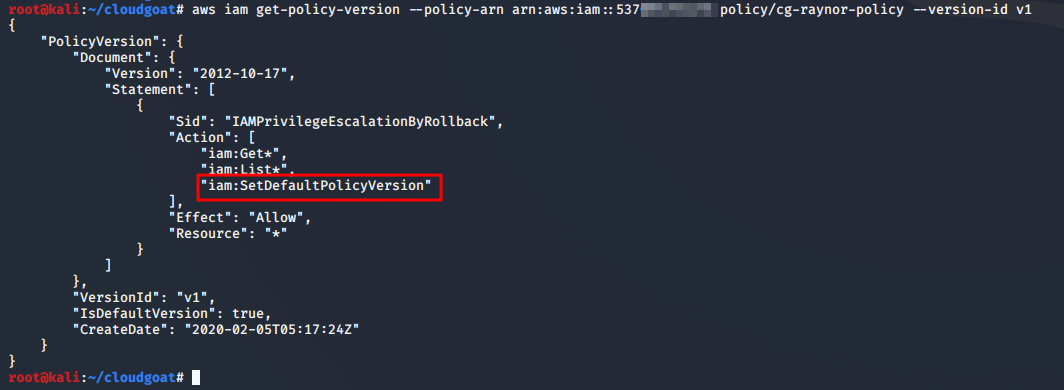 root@kali:~/cloudgoat# aws iam get-policy-version --policy-arn arn:aws:iam::537 policy/cg-raynor-policy --version-id v1
{
    "PolicyVersion": {
        "Document": {
            "Version": "2012-10-17",
            "Statement": [
                {
                    "Sid": "IAMPrivilegeEscalationByRollback",
                    "Action": [
                        "iam:Get*",
                        "iam:List*",
                        "iam:SetDefaultPolicyVersion"
                    ],
                    "Effect": "Allow",
                    "Resource": "*"
                }
            ]
        },
        "VersionId": "v1",
        "IsDefaultVersion": true,
        "CreateDate": "2020-02-05T05:17:24Z"
    }
}
root@kali:~/cloudgoat#